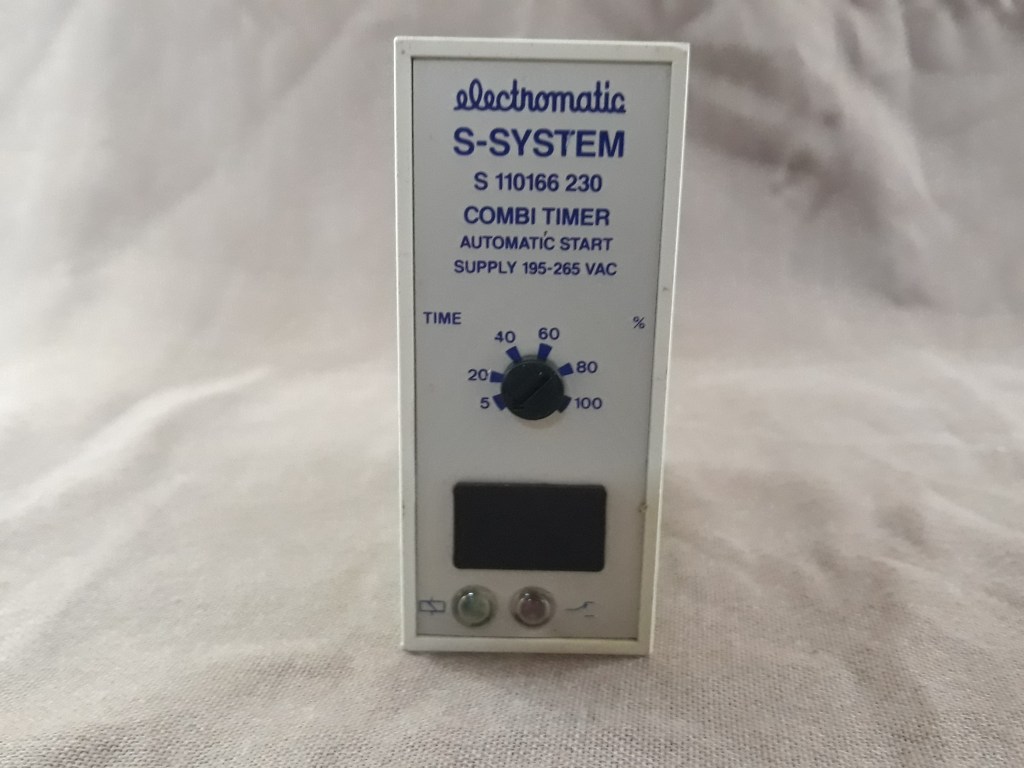 electromatic
S-SYSTEM
S 110166 230
COMBI TIMER
AUTOMATIC START
SUPPLY 195-265 VAC
TIME %
40 60
20 80
5 100